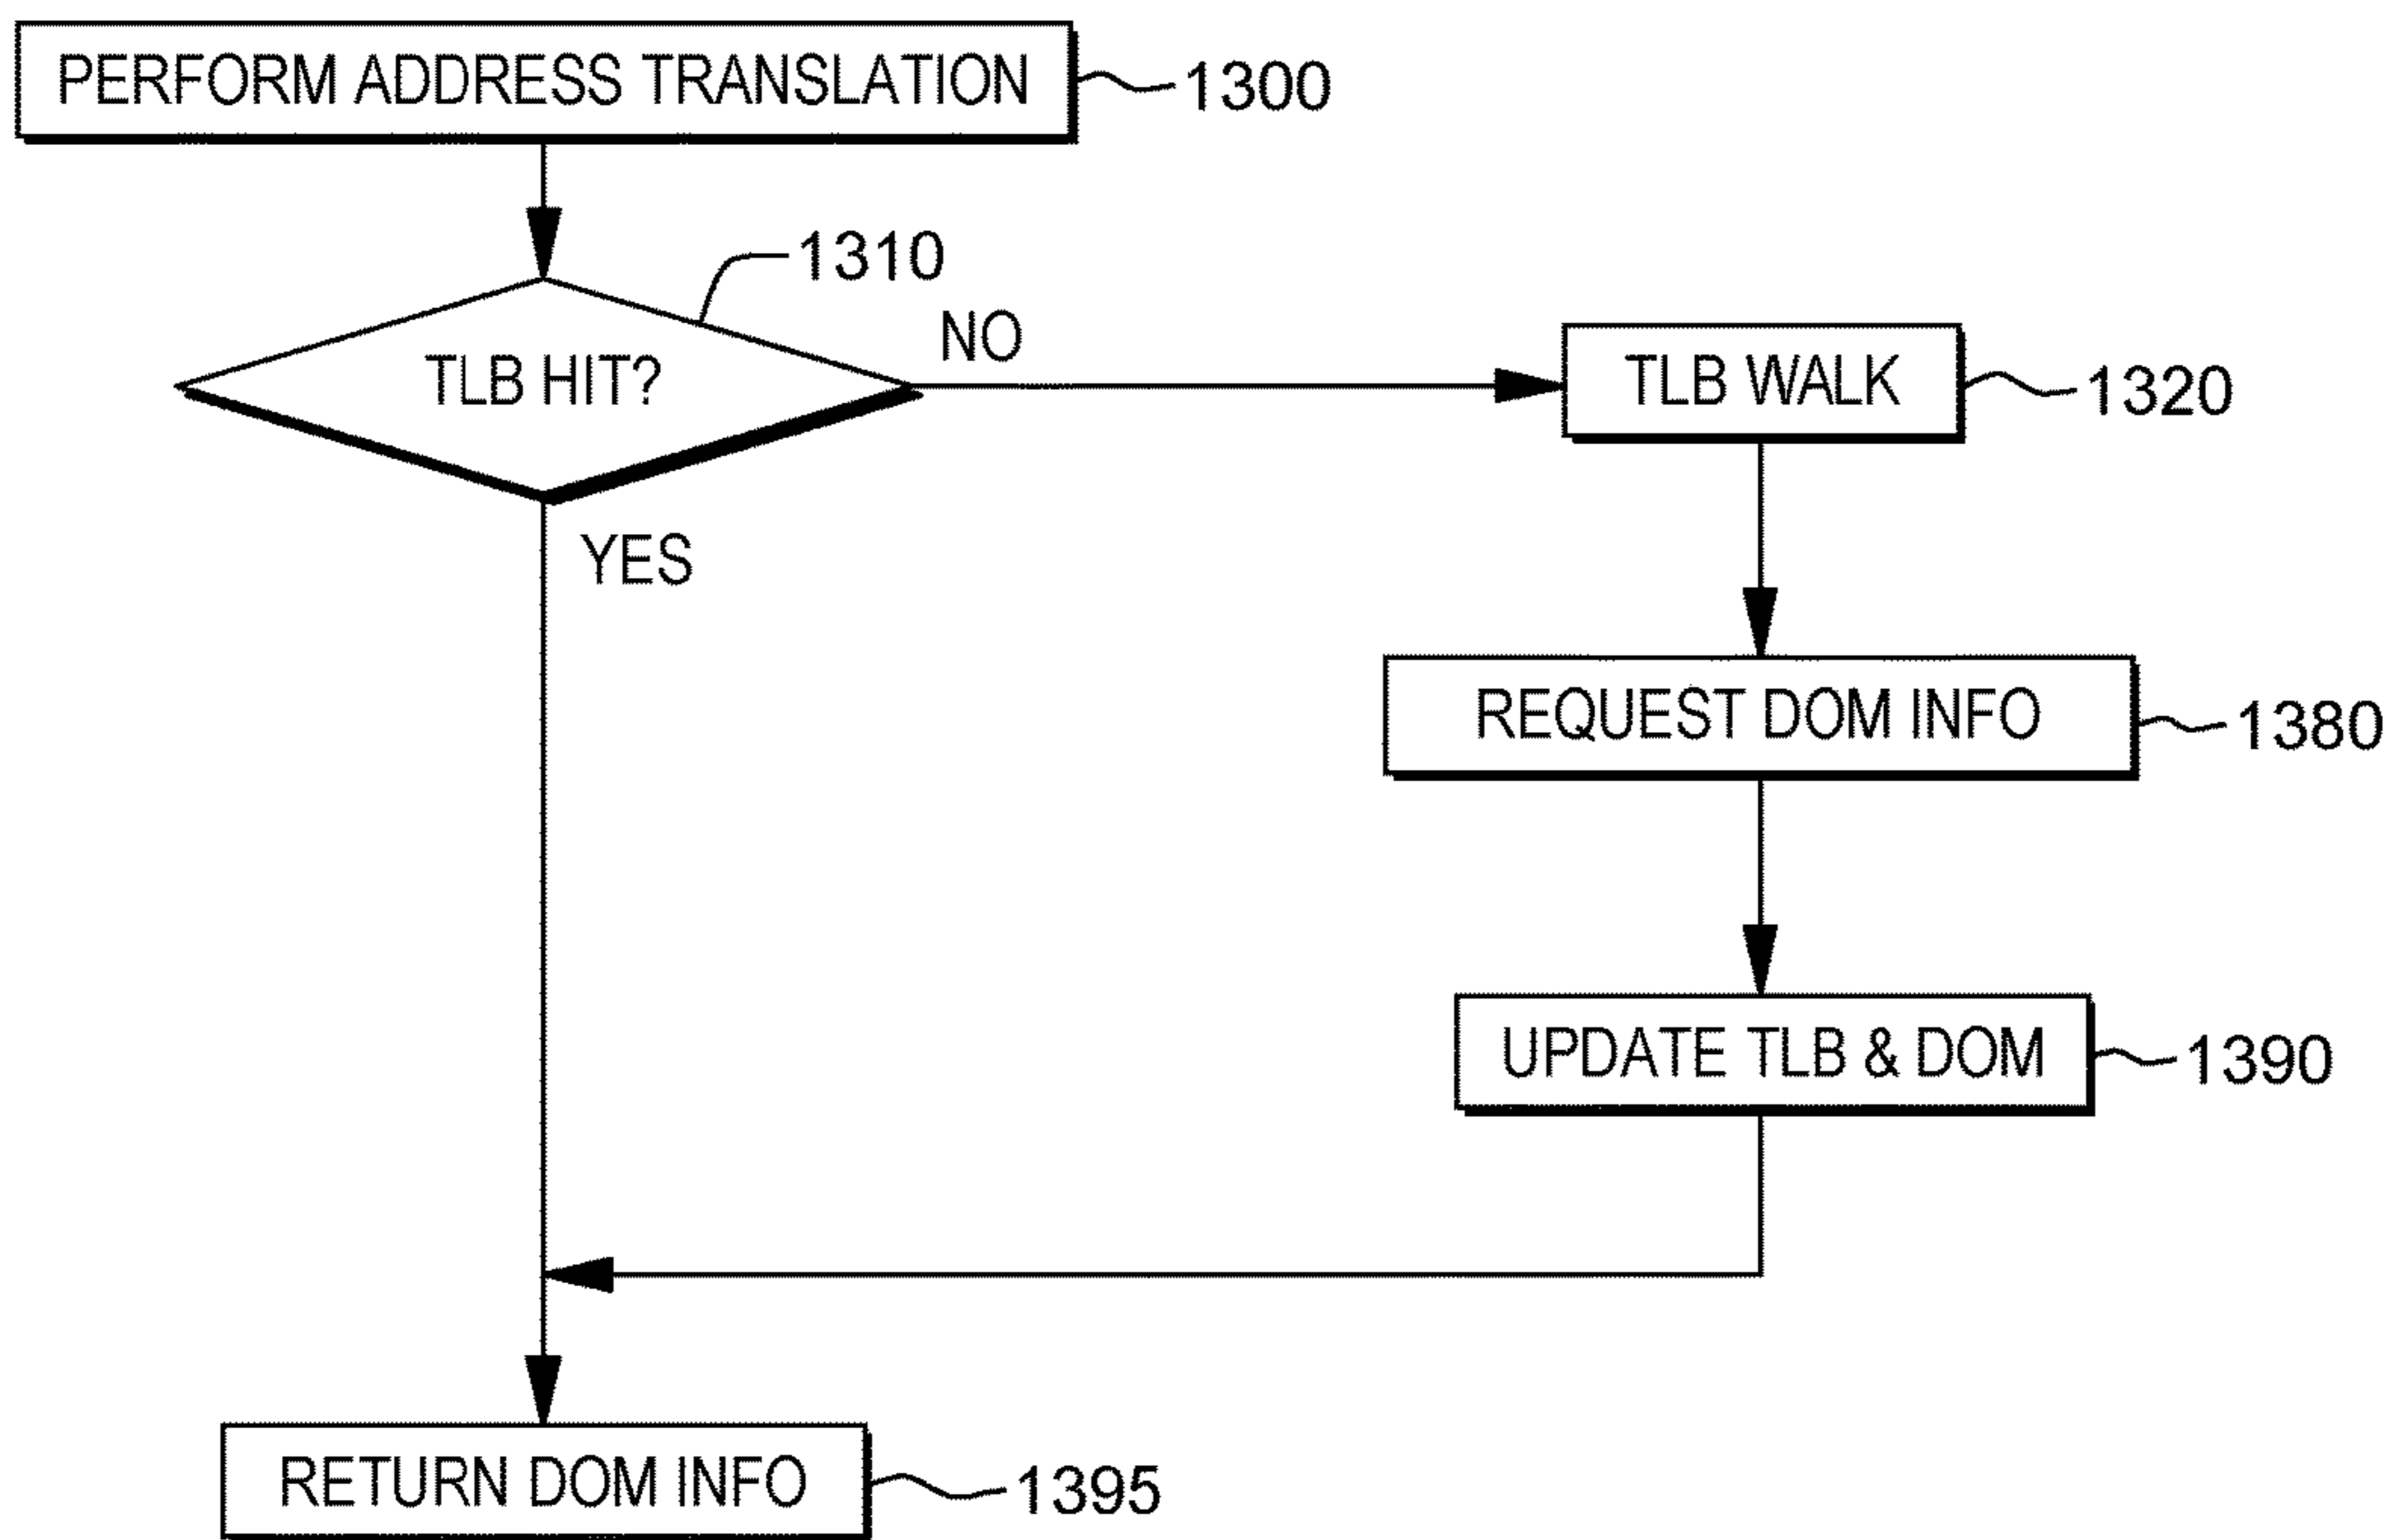 PERFORM ADDRESS TRANSLATION
1300
1310
TLB HIT?
NO
TLB WALK
1320
YES
REQUEST DOM INFO
1380
UPDATE TLB & DOM
1390
RETURN DOM INFO
1395